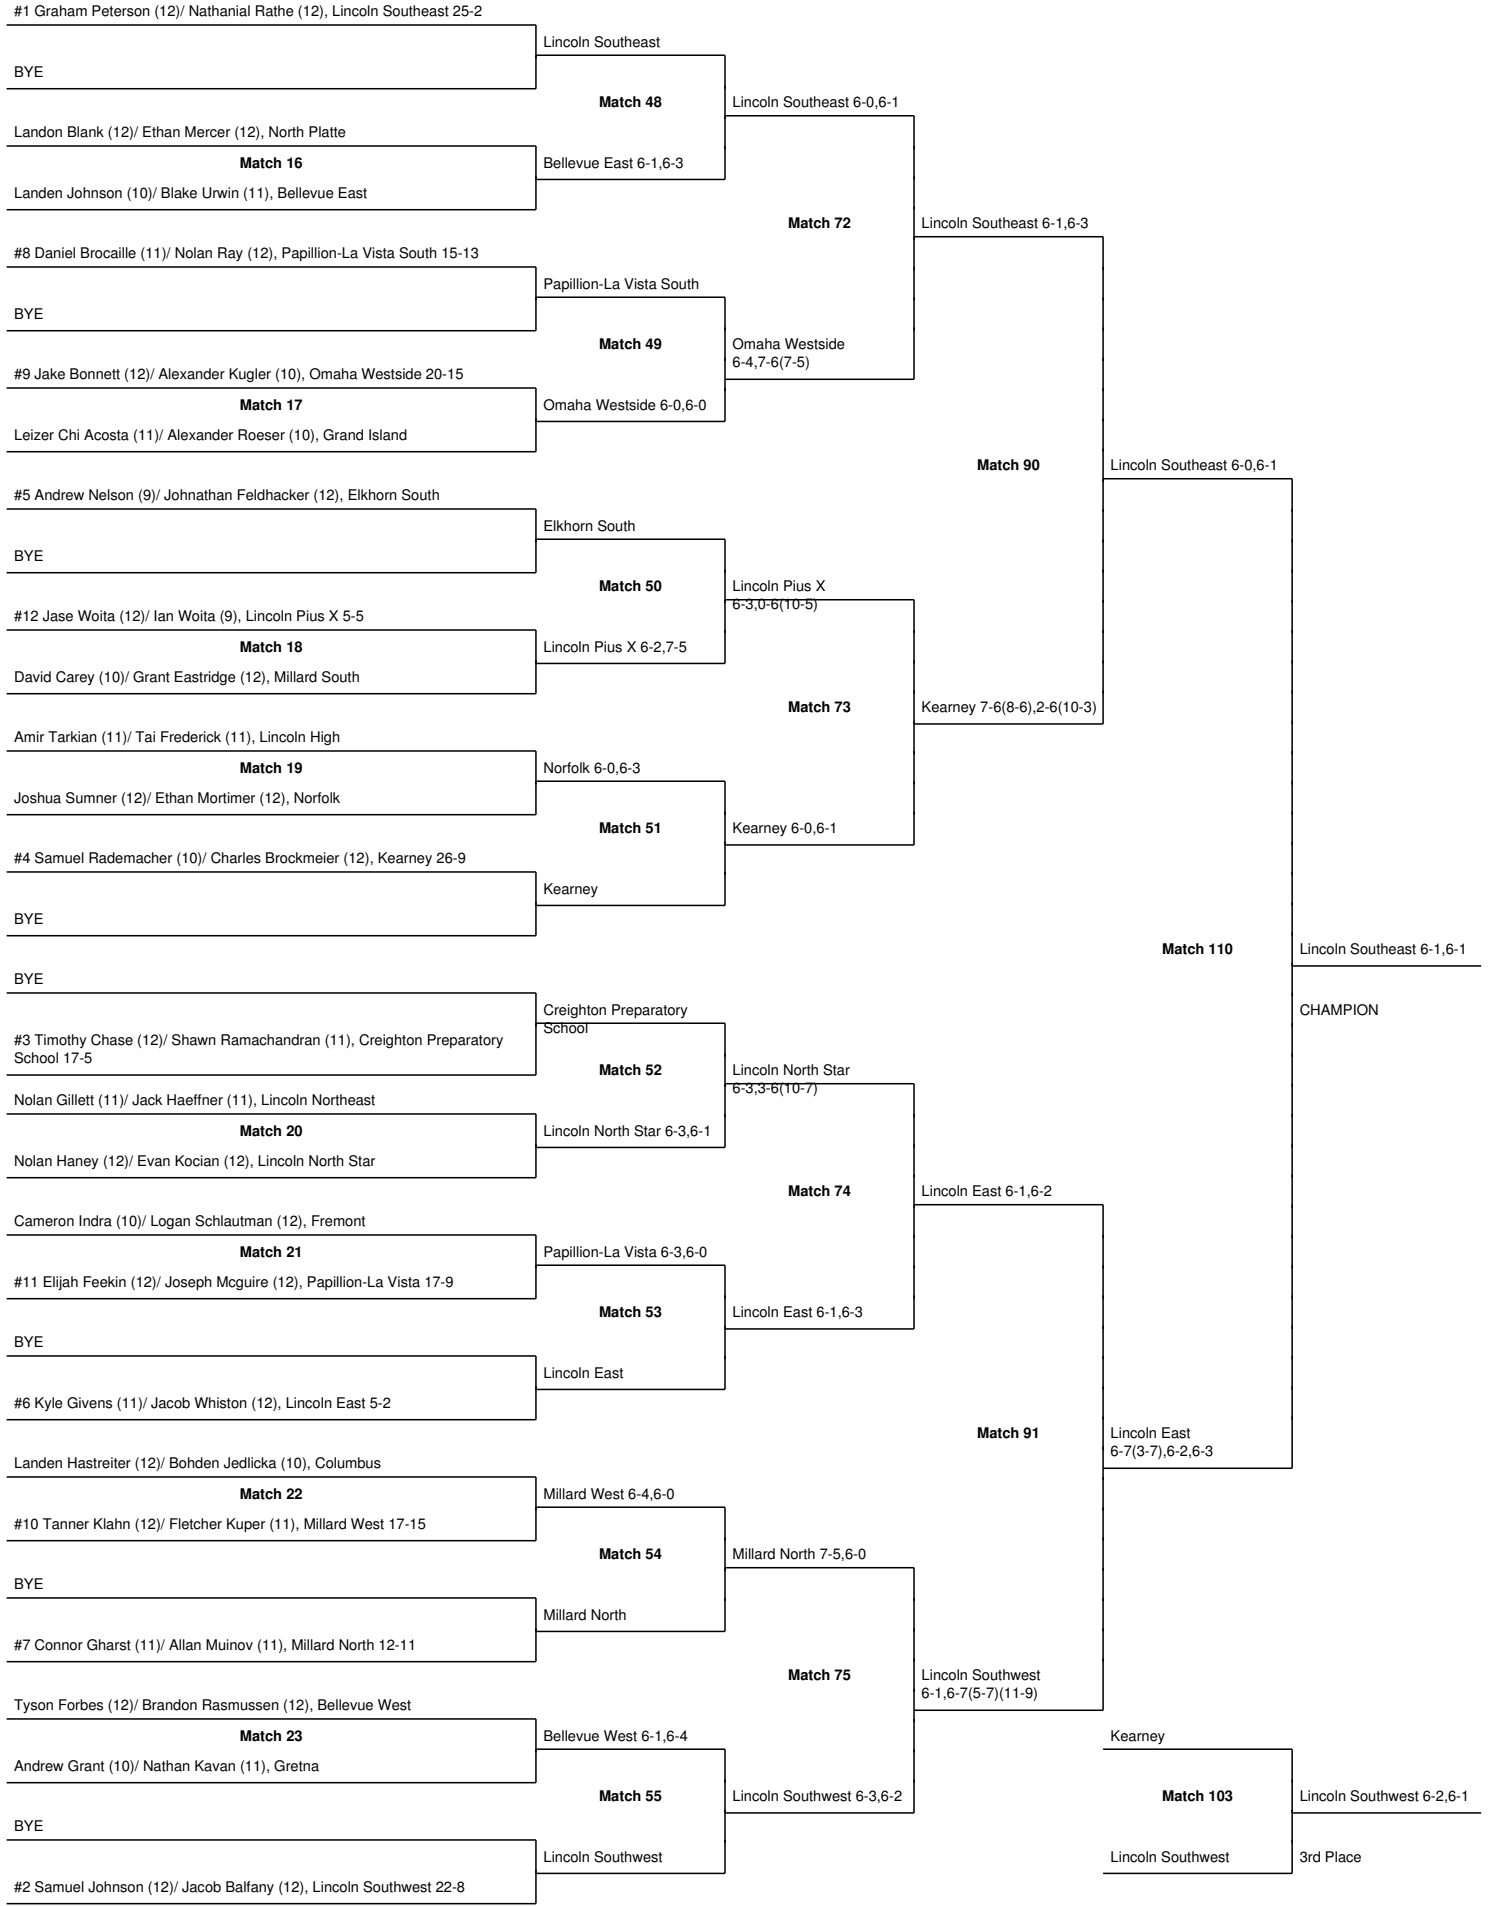 #1 Graham Peterson (12)/ Nathanial Rathe (12), Lincoln Southeast 25-2
Lincoln Southeast
BYE
Match 48
Lincoln Southeast 6-0,6-1
Landon Blank (12)/ Ethan Mercer (12), North Platte
Match 16
Bellevue East 6-1,6-3
Landen Johnson (10)/ Blake Urwin (11), Bellevue East
Match 72
Lincoln Southeast 6-1,6-3
#8 Daniel Brocaille (11)/ Nolan Ray (12), Papillion-La Vista South 15-13
Papillion-La Vista South
BYE
Match 49
Omaha Westside
6-4,7-6(7-5)
#9 Jake Bonnett (12)/ Alexander Kugler (10), Omaha Westside 20-15
Match 17
Omaha Westside 6-0,6-0
Leizer Chi Acosta (11)/ Alexander Roeser (10), Grand Island
Match 90
Lincoln Southeast 6-0,6-1
#5 Andrew Nelson (9)/ Johnathan Feldhacker (12), Elkhorn South
Elkhorn South
BYE
Match 50
Lincoln Pius X
6-3,0-6(10-5)
#12 Jase Woita (12)/ Ian Woita (9), Lincoln Pius X 5-5
Match 18
Lincoln Pius X 6-2,7-5
David Carey (10)/ Grant Eastridge (12), Millard South
Match 73
Kearney 7-6(8-6),2-6(10-3)
Amir Tarkian (11)/ Tai Frederick (11), Lincoln High
Match 19
Norfolk 6-0,6-3
Joshua Sumner (12)/ Ethan Mortimer (12), Norfolk
Match 51
Kearney 6-0,6-1
#4 Samuel Rademacher (10)/ Charles Brockmeier (12), Kearney 26-9
Kearney
BYE
Match 110
Lincoln Southeast 6-1,6-1
BYE
Creighton Preparatory
School
CHAMPION
#3 Timothy Chase (12)/ Shawn Ramachandran (11), Creighton Preparatory
School 17-5
Match 52
Lincoln North Star
6-3,3-6(10-7)
Nolan Gillett (11)/ Jack Haeffner (11), Lincoln Northeast
Match 20
Lincoln North Star 6-3,6-1
Nolan Haney (12)/ Evan Kocian (12), Lincoln North Star
Match 74
Lincoln East 6-1,6-2
Cameron Indra (10)/ Logan Schlautman (12), Fremont
Match 21
Papillion-La Vista 6-3,6-0
#11 Elijah Feekin (12)/ Joseph Mcguire (12), Papillion-La Vista 17-9
Match 53
Lincoln East 6-1,6-3
BYE
Lincoln East
#6 Kyle Givens (11)/ Jacob Whiston (12), Lincoln East 5-2
Match 91
Lincoln East
6-7(3-7),6-2,6-3
Landen Hastreiter (12)/ Bohden Jedlicka (10), Columbus
Match 22
Millard West 6-4,6-0
#10 Tanner Klahn (12)/ Fletcher Kuper (11), Millard West 17-15
Match 54
Millard North 7-5,6-0
BYE
Millard North
#7 Connor Gharst (11)/ Allan Muinov (11), Millard North 12-11
Match 75
Lincoln Southwest
6-1,6-7(5-7)(11-9)
Tyson Forbes (12)/ Brandon Rasmussen (12), Bellevue West
Match 23
Bellevue West 6-1,6-4
Kearney
Andrew Grant (10)/ Nathan Kavan (11), Gretna
Match 55
Lincoln Southwest 6-3,6-2
Match 103
Lincoln Southwest 6-2,6-1
BYE
Lincoln Southwest
Lincoln Southwest
3rd Place
#2 Samuel Johnson (12)/ Jacob Balfany (12), Lincoln Southwest 22-8